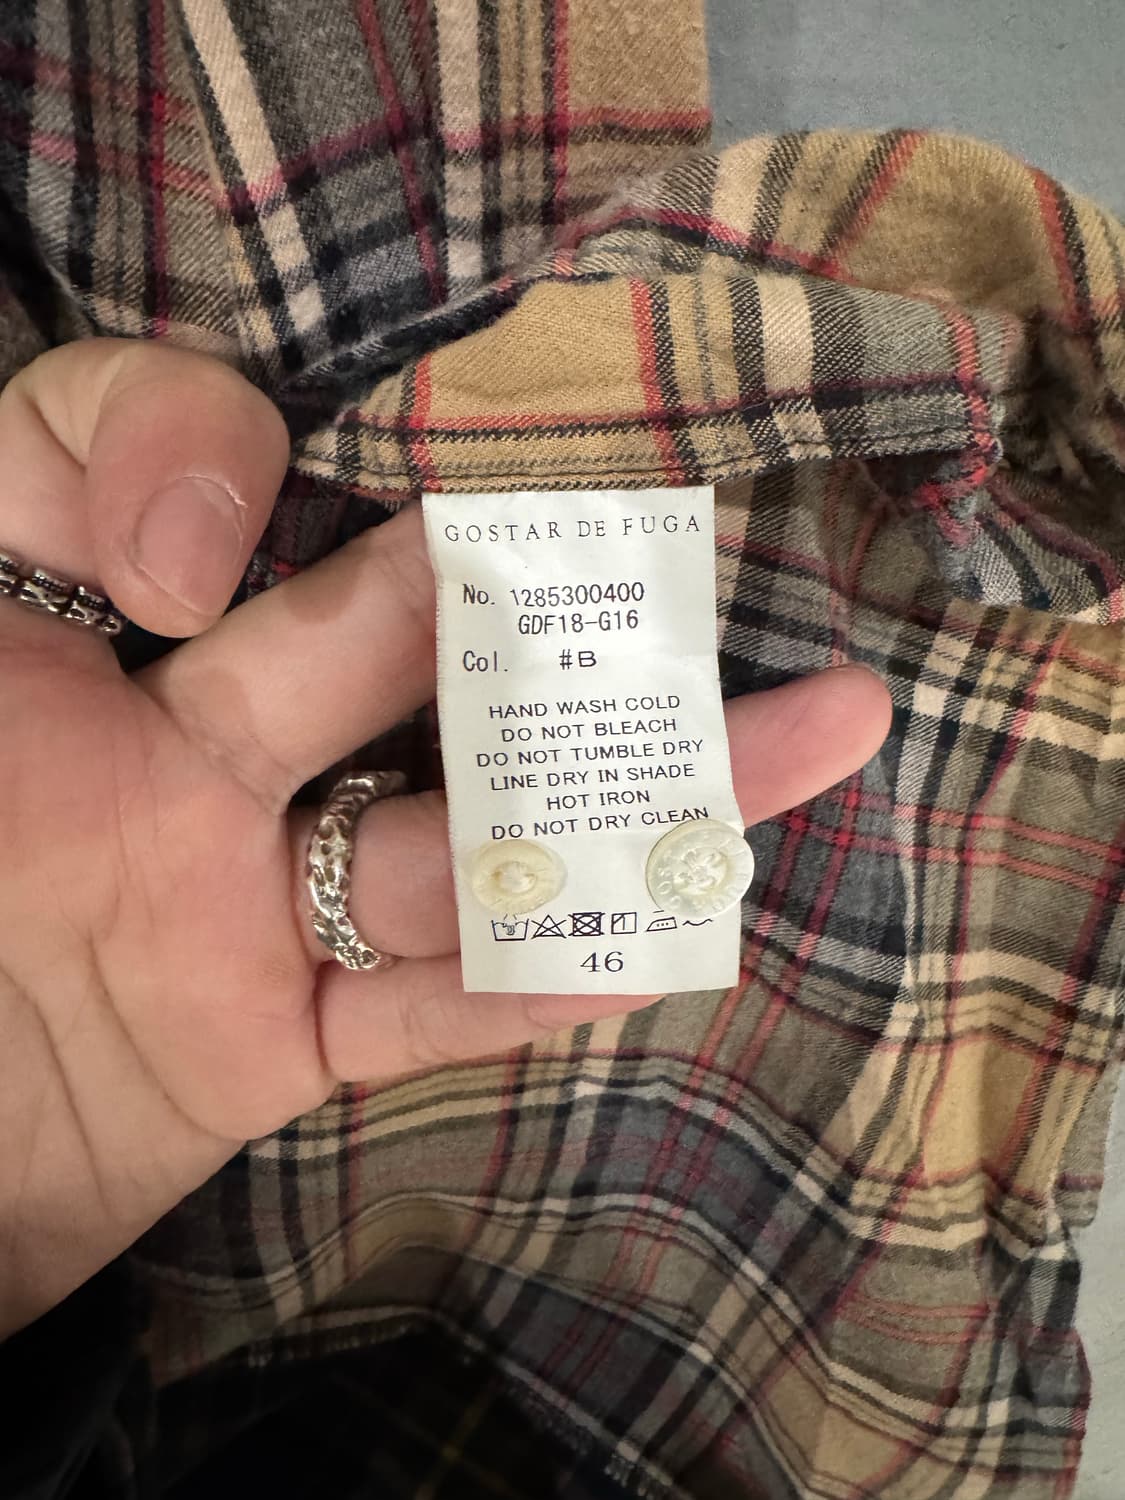 GOSTAR DE FUGA
No. 1285300400
GDF18-G16
Col. #B
HAND WASH COLD
DO NOT BLEACH
DO NOT TUMBLE DRY
LINE DRY IN SHADE
HOT IRON
DO NOT DRY CLEAN
46